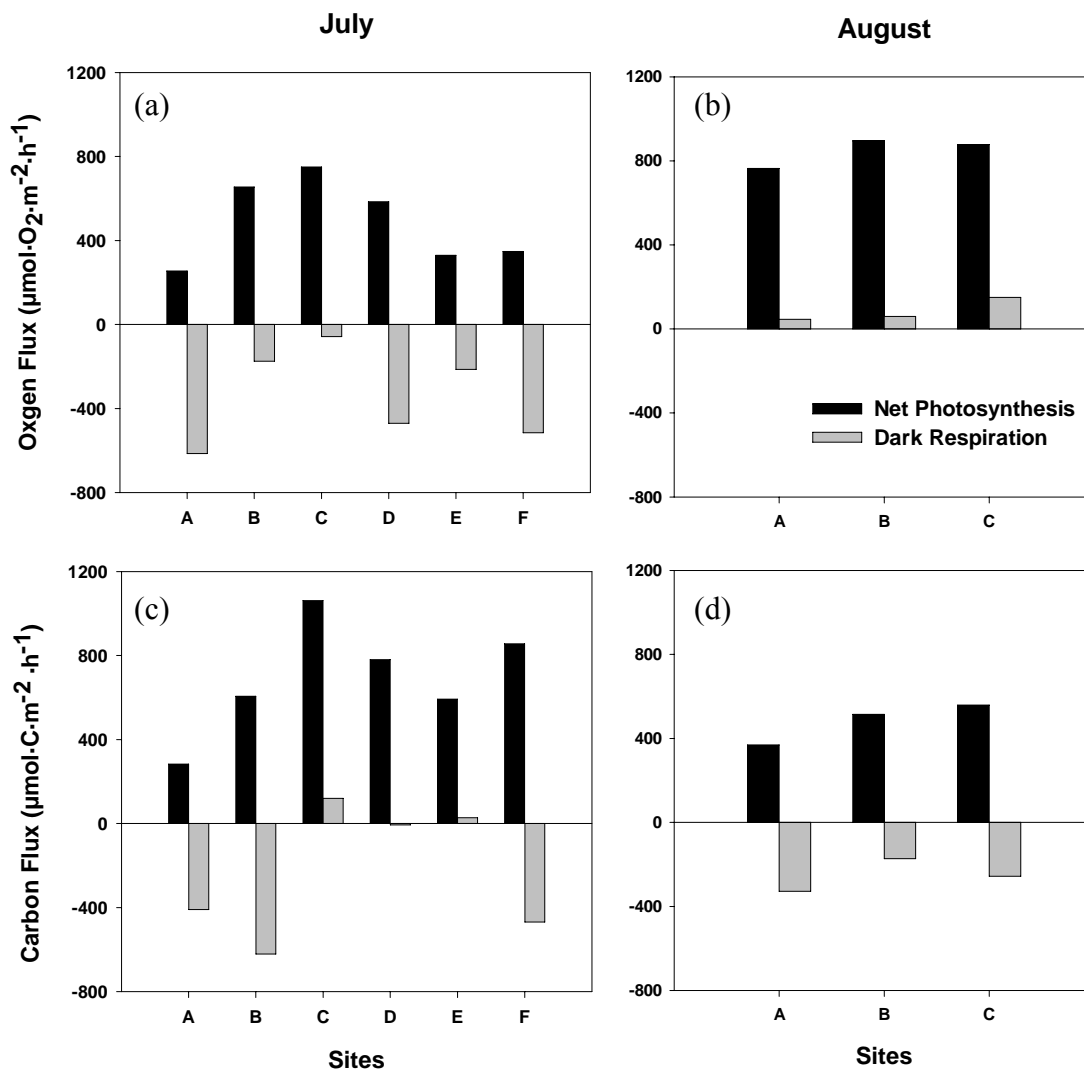 July
August
Oxgen Flux (µmol·O2·m-2·h-1)
1200
800
400
0
-400
-800
(a)
A B C D E F
1200
800
400
0
-400
-800
(b)
Net Photosynthesis
Dark Respiration
A B C
Carbon Flux (µmol·C·m-2 ·h-1)
1200
800
400
0
-400
-800
(c)
A B C D E F
Sites
1200
800
400
0
-400
-800
(d)
A B C
Sites